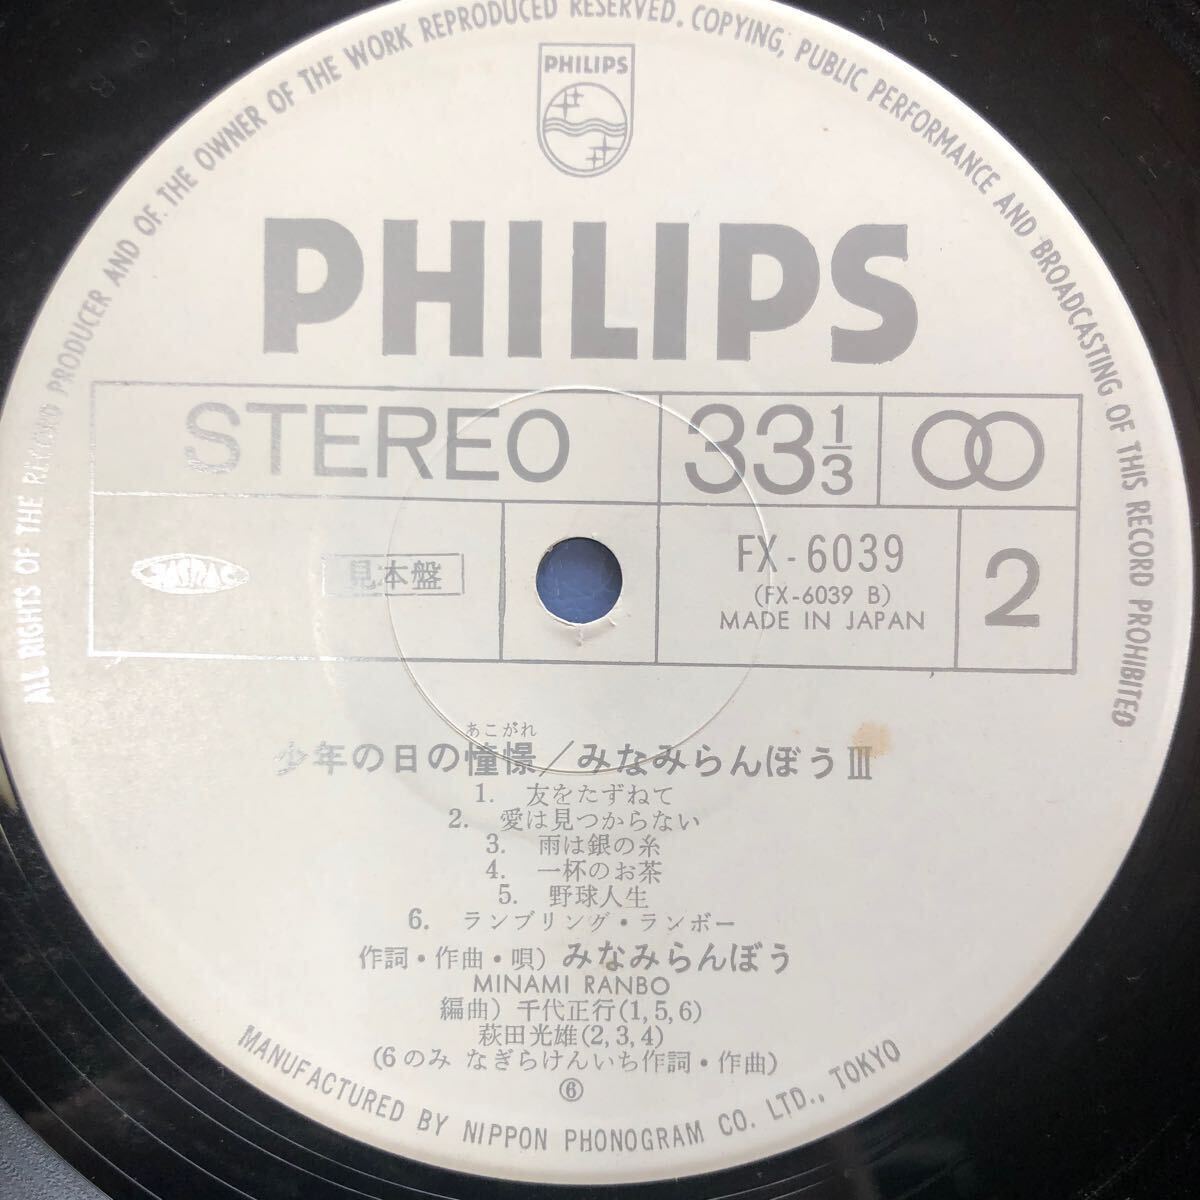 ALL RIGHTS OF THE RECORD PRODUCER AND OF THE OWNER OF THE WORK REPRODUCED RESERVED. COPYING, PUBLIC PERFORMANCE AND BROADCASTING OF THIS RECORD PROHIBITED
PHILIPS
PHILIPS
STEREO
33 1/3
JASRAC
見本盤
FX-6039
(FX-6039 B)
MADE IN JAPAN
2
あこがれ
少年の日の憧憬/みなみらんぼうIII
1. 友をたずねて
2. 愛は見つからない
3. 雨は銀の糸
4. 一杯のお茶
5. 野球人生
6. ランブリング・ランボー
作詞・作曲・唄)みなみらんぼう
MINAMI RANBO
編曲)千代正行(1,5,6)
萩田光雄(2,3,4)
(6のみ なぎらけんいち作詞・作曲)
⑥
MANUFACTURED BY NIPPON PHONOGRAM CO. LTD., TOKYO